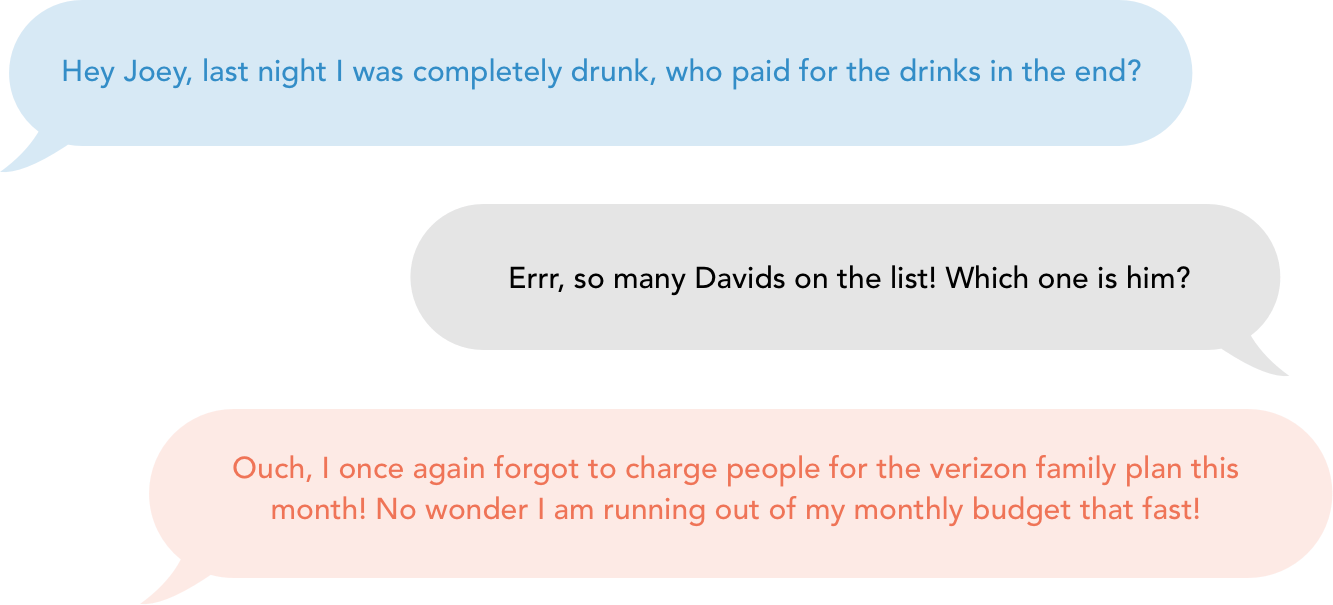 Hey Joey, last night I was completely drunk, who paid for the drinks in the end?
Errr, so many Davids on the list! Which one is him?
Ouch, I once again forgot to charge people for the verizon family plan this
month! No wonder I am running out of my monthly budget that fast!